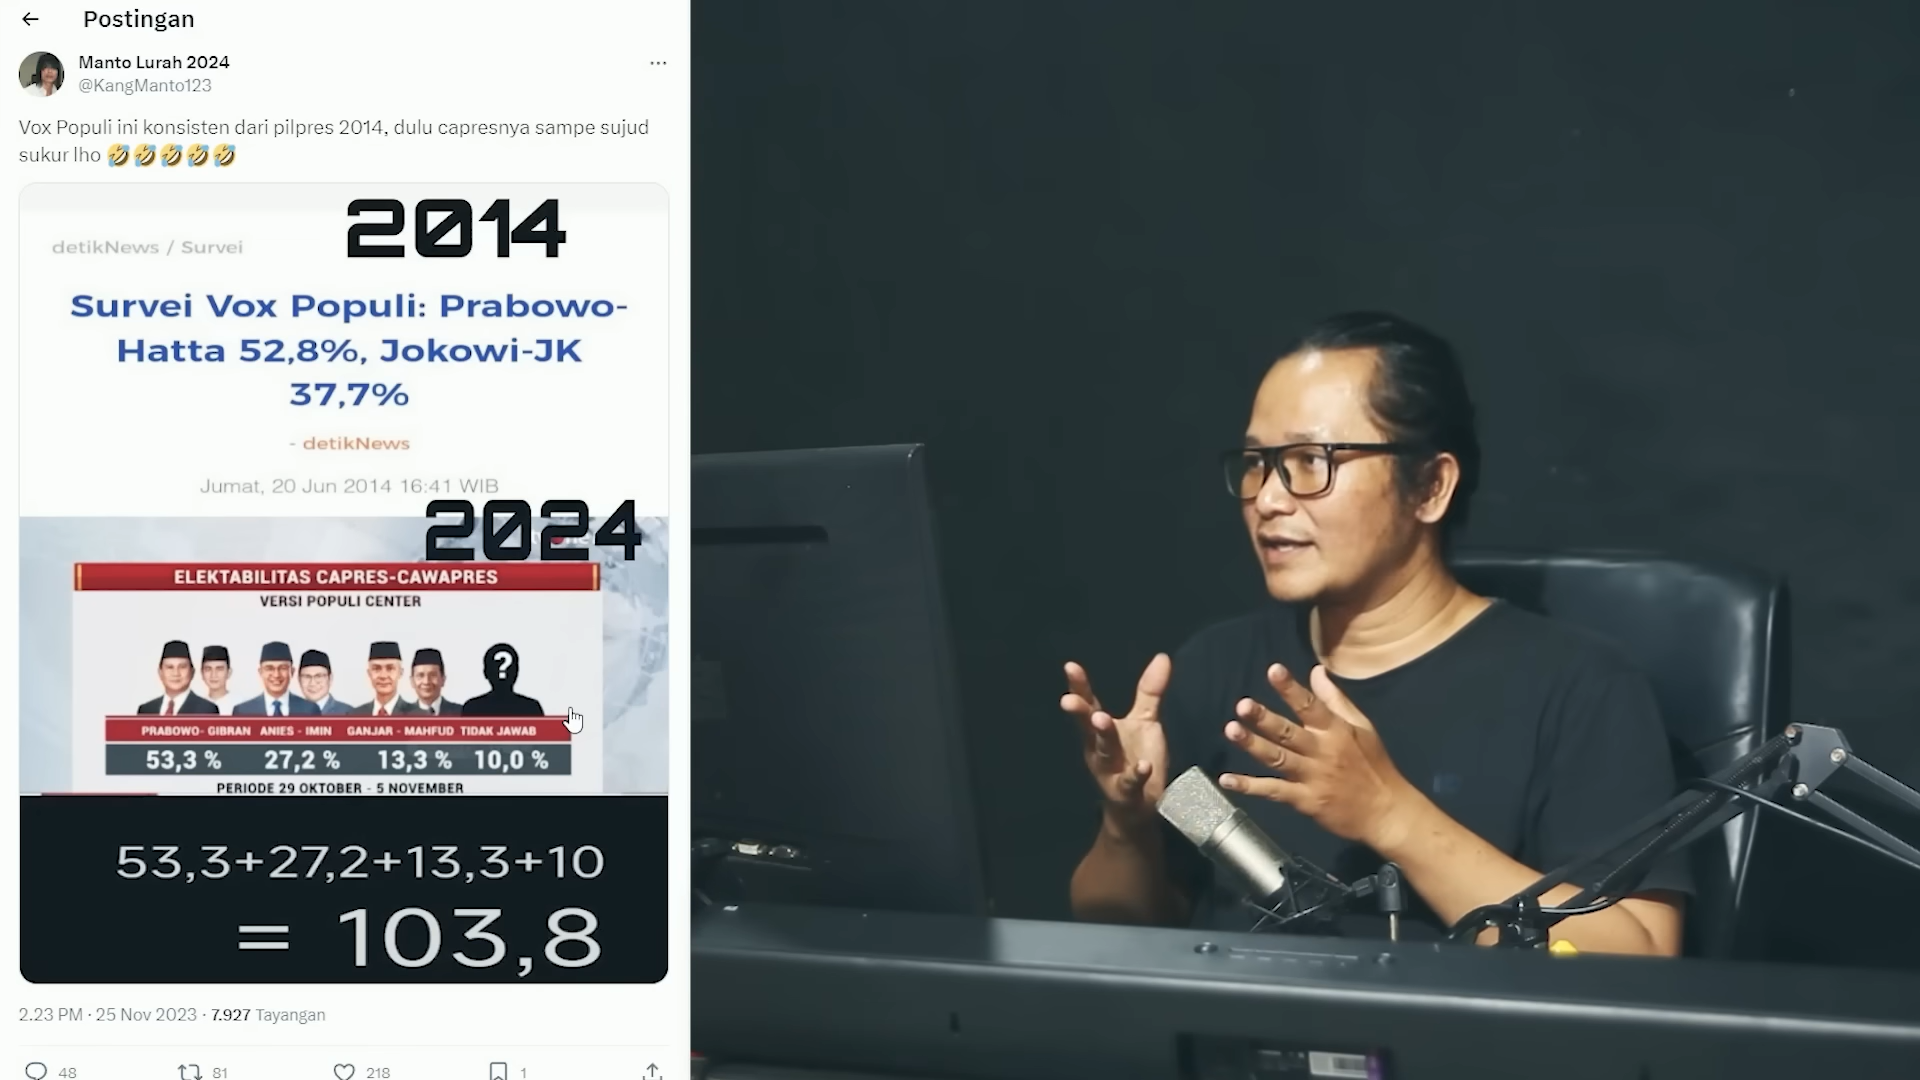 Postingan
Manto Lurah 2024
@KangManto123
Vox Populi ini konsisten dari pilpres 2014, dulu capresnya sampe sujud
sukur lho 🤣🤣🤣🤣🤣
2014
detikNews / Survei
Survei Vox Populi: Prabowo-
Hatta 52,8%, Jokowi-JK
37,7%
- detikNews
Jumat, 20 Jun 2014 16:41 WIB
2024
ELEKTABILITAS CAPRES-CAWAPRES
VERSI POPULI CENTER
?
PRABOWO- GIBRAN ANIES - IMIN GANJAR - MAHFUD TIDAK JAWAB
53,3 % 27,2 % 13,3 % 10,0 %
PERIODE 29 OKTOBER - 5 NOVEMBER
53,3+27,2+13,3+10
= 103,8
2.23 PM · 25 Nov 2023 · 7.927 Tayangan
48 81 218 1